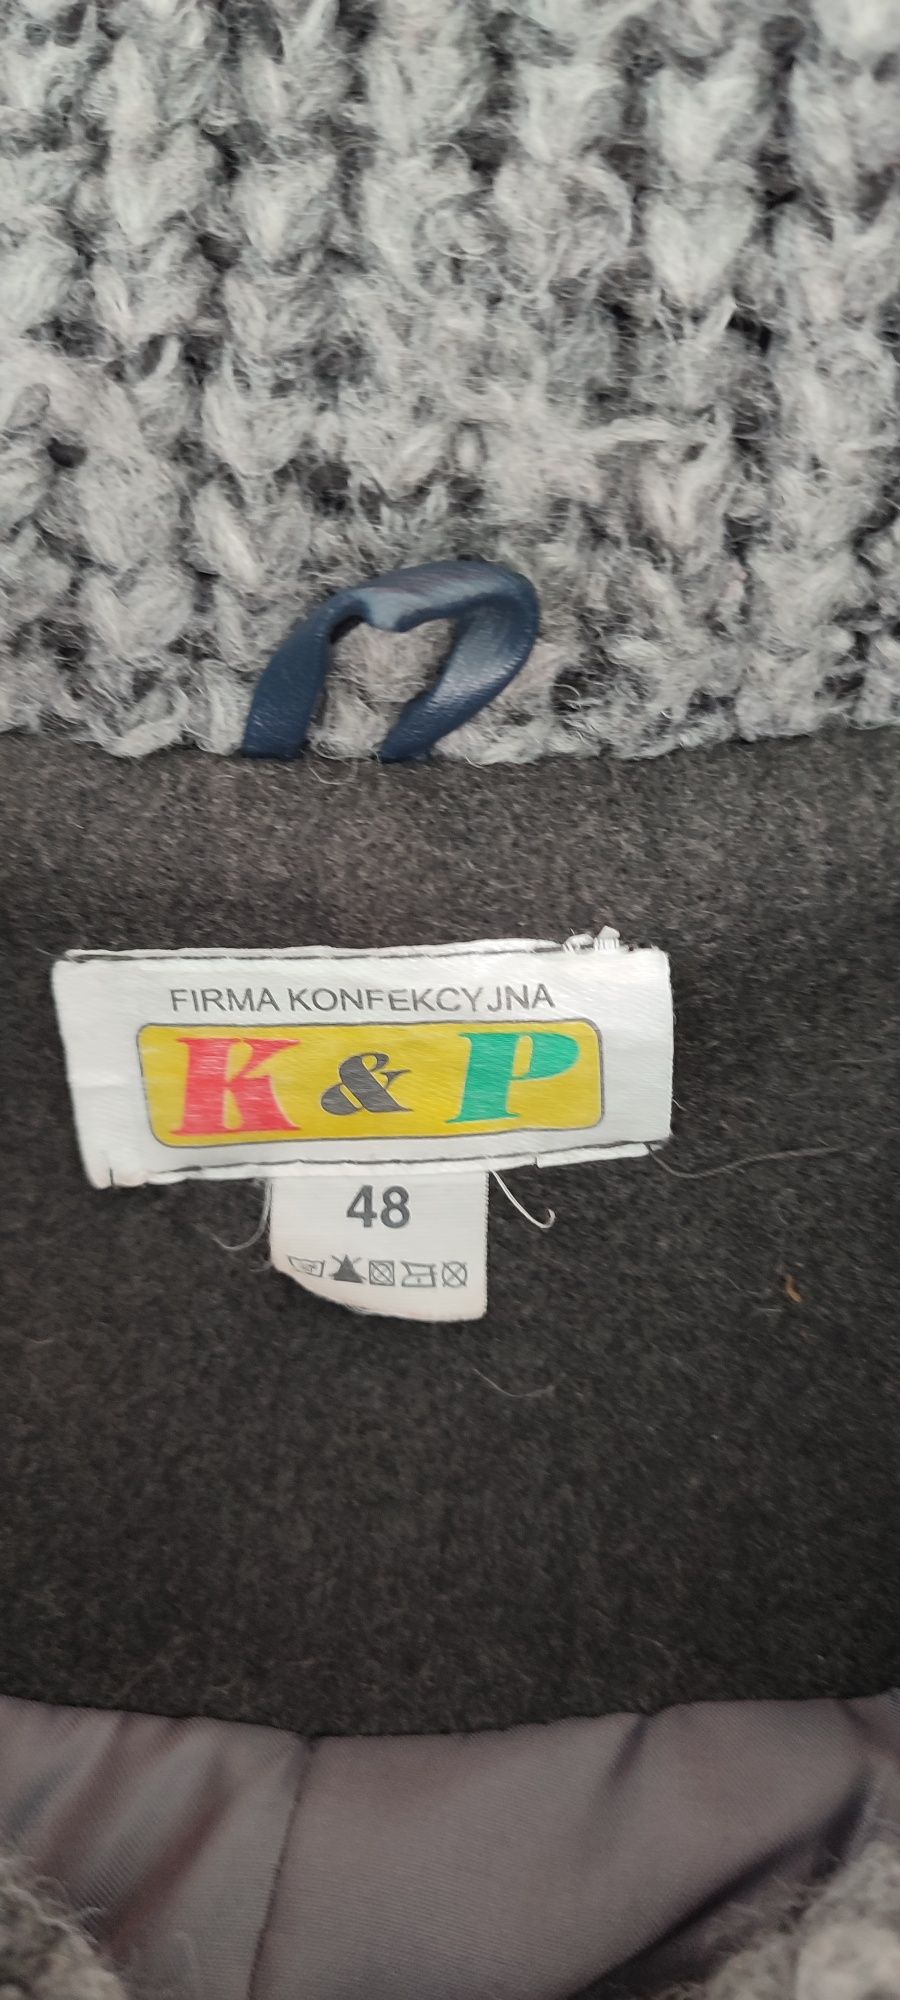 FIRMA KONFEKCYJNA
K & P
48